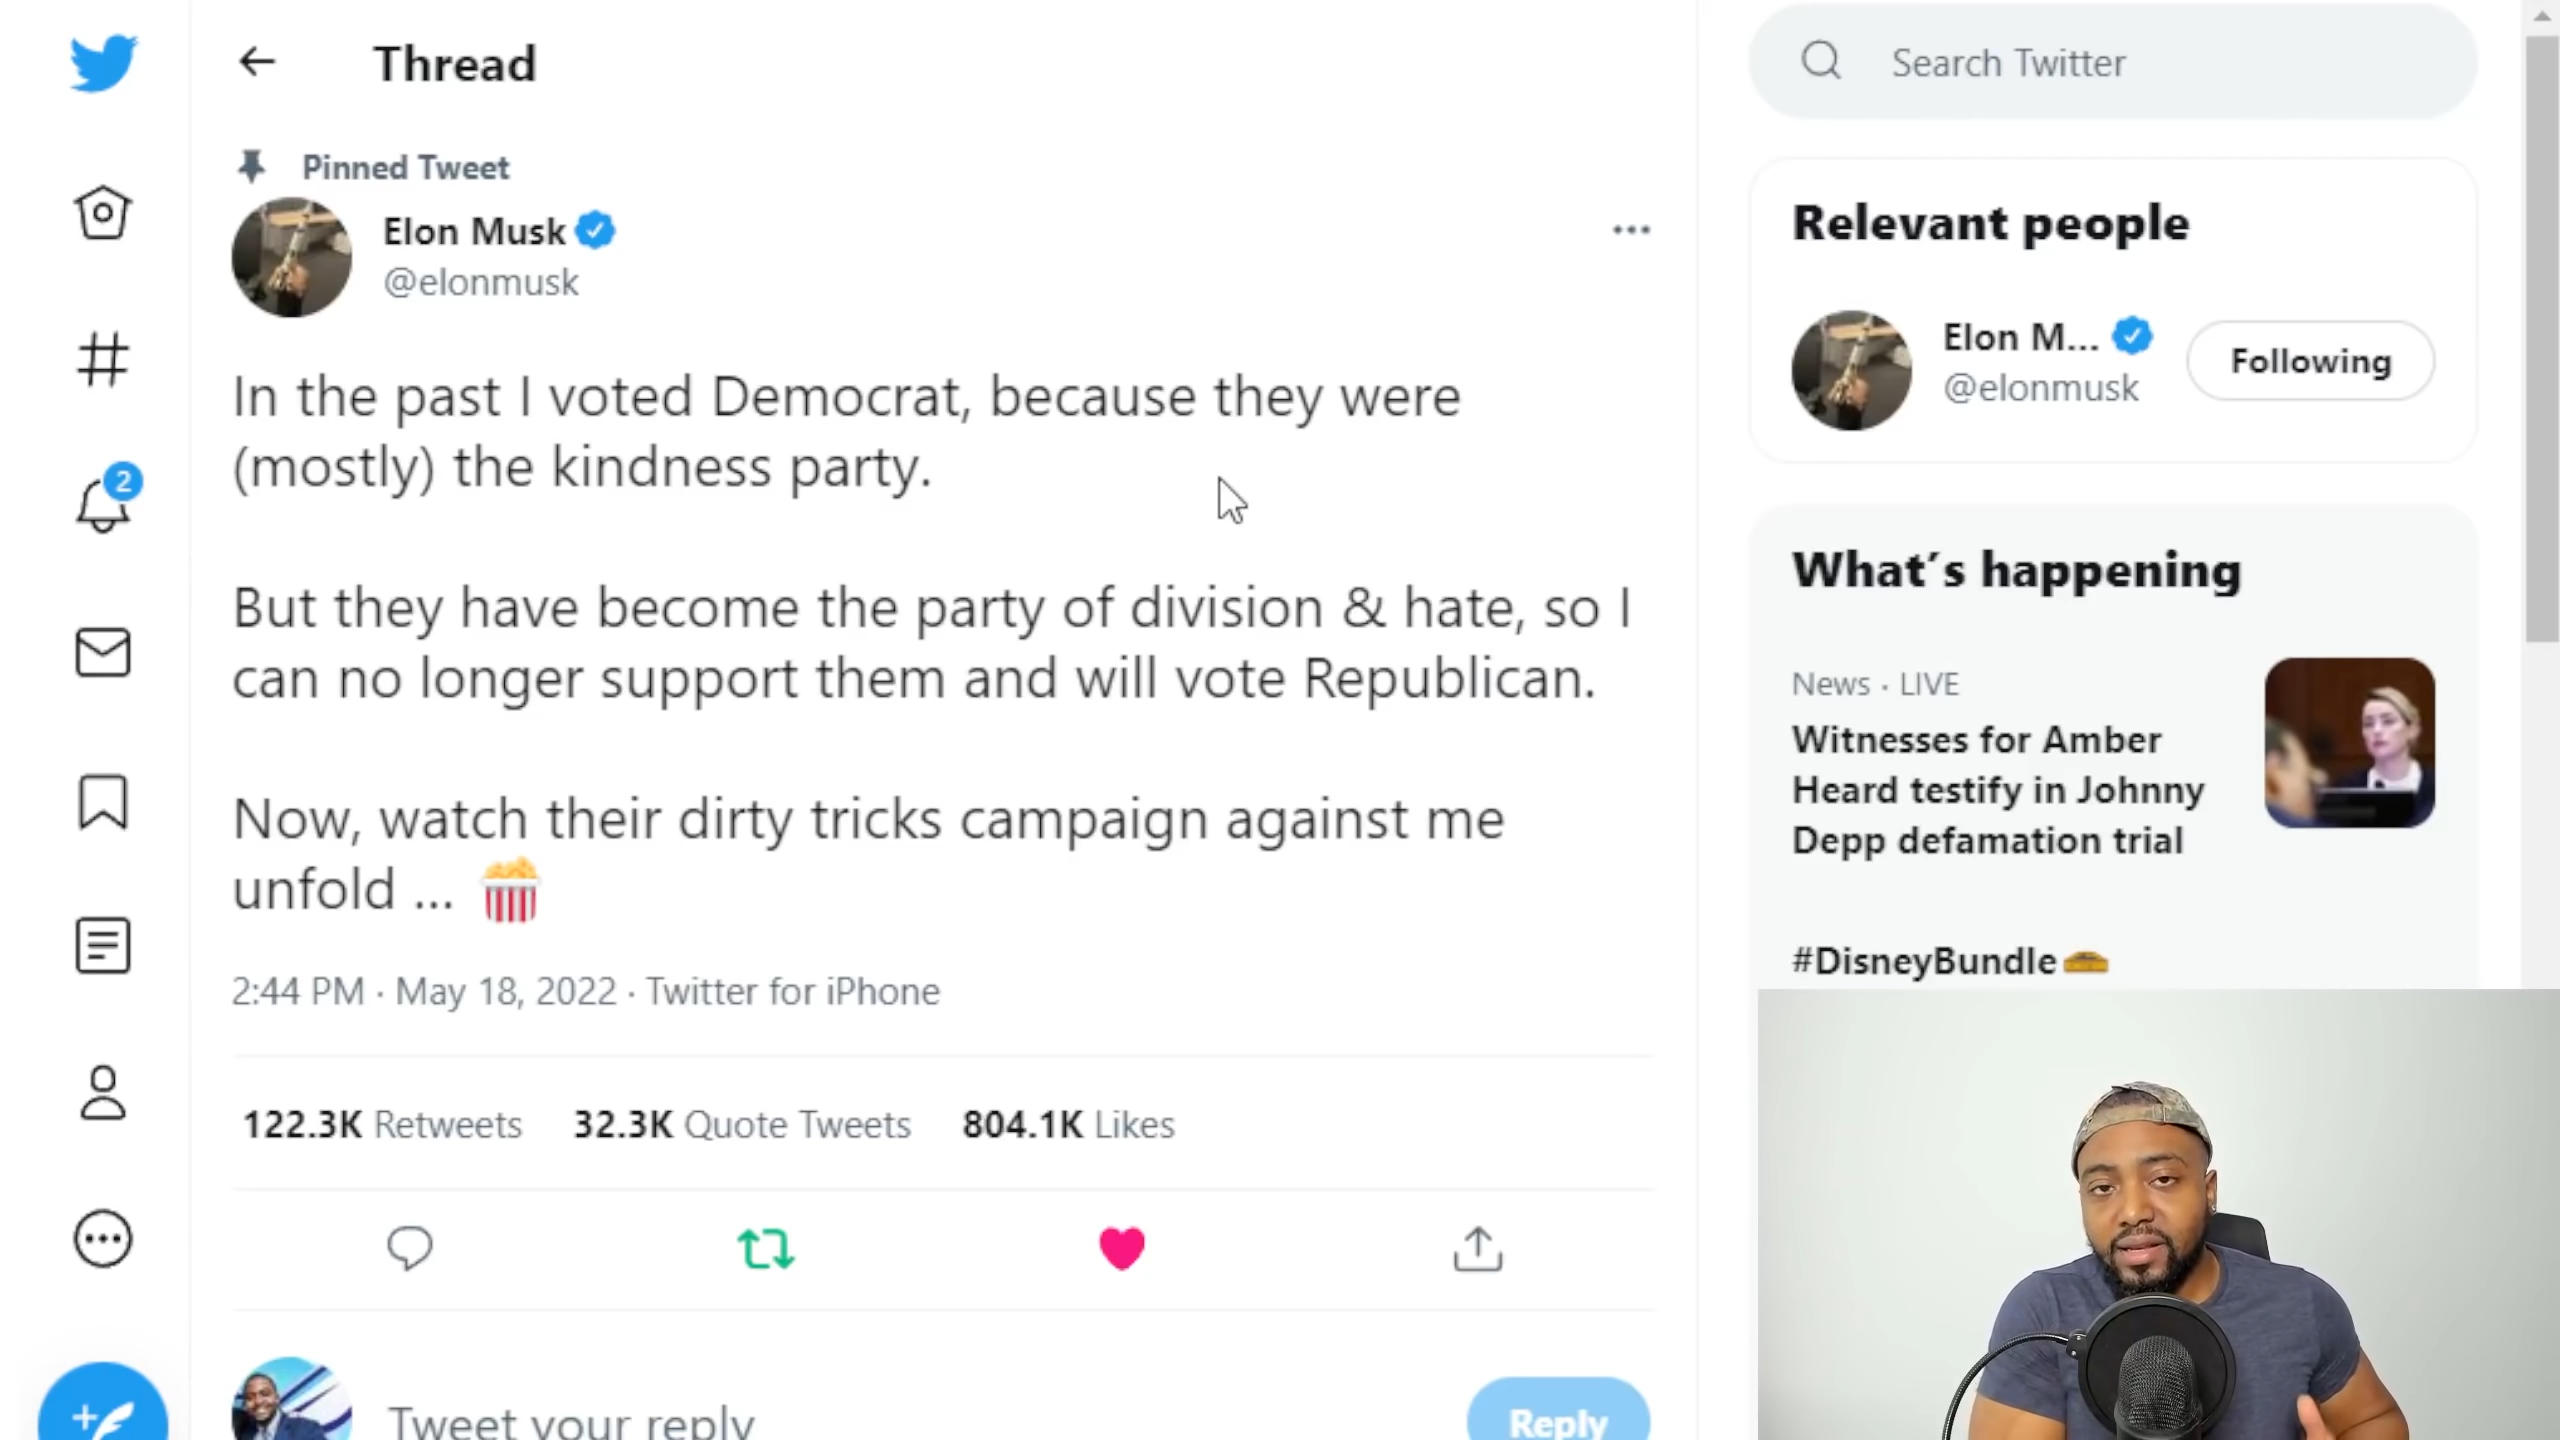 Thread
Search Twitter
Pinned Tweet
Elon Musk
@elonmusk
In the past I voted Democrat, because they were
(mostly) the kindness party.
But they have become the party of division & hate, so I
can no longer support them and will vote Republican.
Now, watch their dirty tricks campaign against me
unfold ... 🍿
2:44 PM · May 18, 2022 · Twitter for iPhone
122.3K Retweets 32.3K Quote Tweets 804.1K Likes
Tweet your reply
Reply
2
Relevant people
Elon M...
@elonmusk
Following
What's happening
News · LIVE
Witnesses for Amber
Heard testify in Johnny
Depp defamation trial
#DisneyBundle